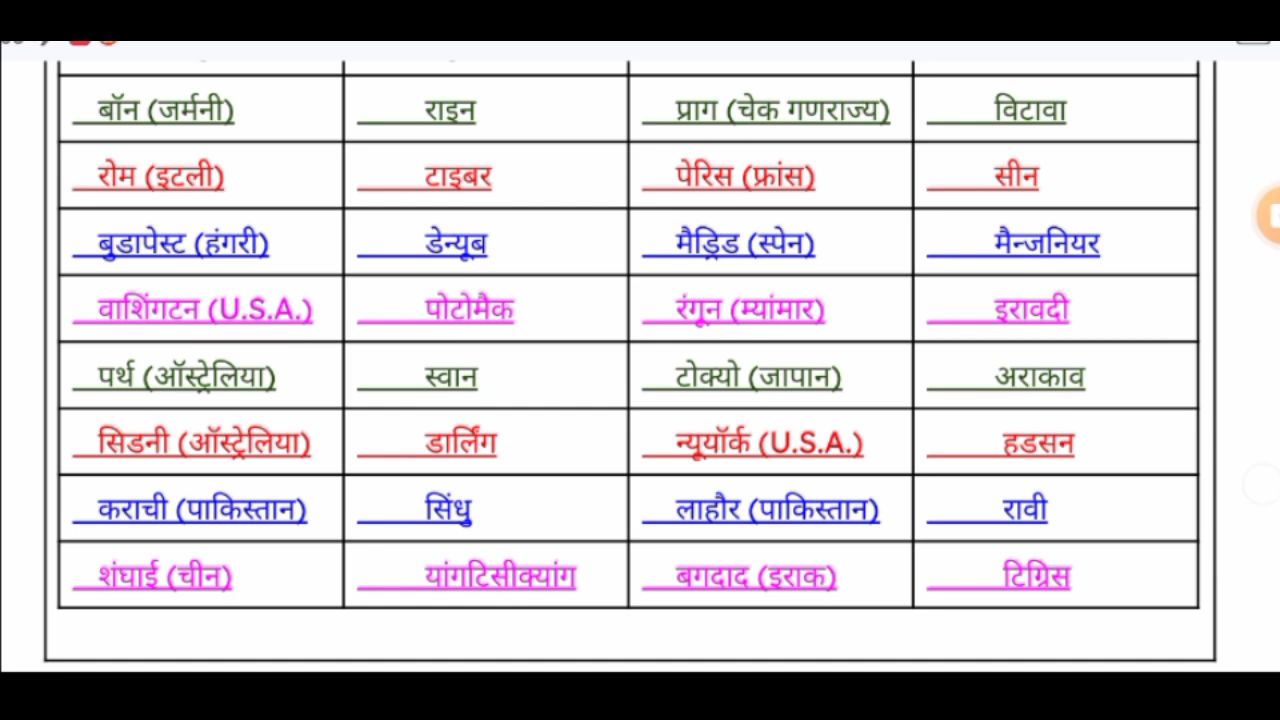 बॉन (जर्मनी) राइन प्राग (चेक गणराज्य) विटावा
रोम (इटली) टाइबर पेरिस (फ्रांस) सीन
बुडापेस्ट (हंगरी) डेन्यूब मैड्रिड (स्पेन) मैन्जनियर
वाशिंगटन (U.S.A.) पोटोमैक रंगून (म्यांमार) इरावदी
पर्थ (ऑस्ट्रेलिया) स्वान टोक्यो (जापान) अराकाव
सिडनी (ऑस्ट्रेलिया) डार्लिंग न्यूयॉर्क (U.S.A.) हडसन
कराची (पाकिस्तान) सिंधु लाहौर (पाकिस्तान) रावी
शंघाई (चीन) यांगटिसीक्यांग बगदाद (इराक) टिग्रिस